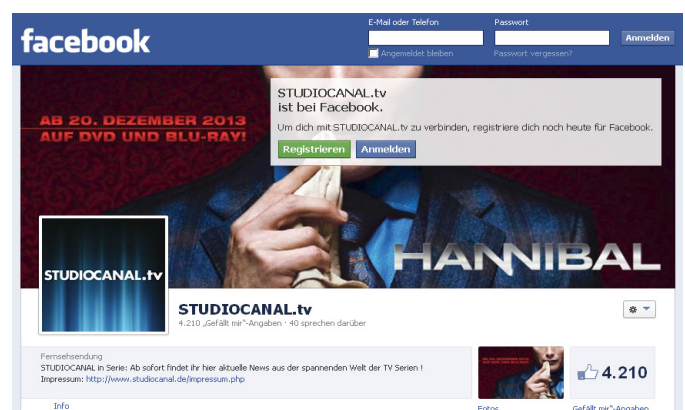 facebook
E-Mail oder Telefon
Passwort
Anmelden
Angemeldet bleiben
Passwort vergessen?
STUDIOCANAL.tv
ist bei Facebook.
Um dich mit STUDIOCANAL.tv zu verbinden, registriere dich noch heute für Facebook.
Registrieren
Anmelden
AB 20. DEZEMBER 2013
AUF DVD UND BLU-RAY!
HANNIBAL
STUDIOCANAL.tv
STUDIOCANAL.tv
4.210 „Gefällt mir“-Angaben · 40 sprechen darüber
Fernsehsendung
STUDIOCANAL in Serie: Ab sofort findet ihr hier aktuelle News aus der spannenden Welt der TV Serien !
Impressum: http://www.studiocanal.de/impressum.php
4.210
Info
Fotos
Gefällt mir“-Angaben